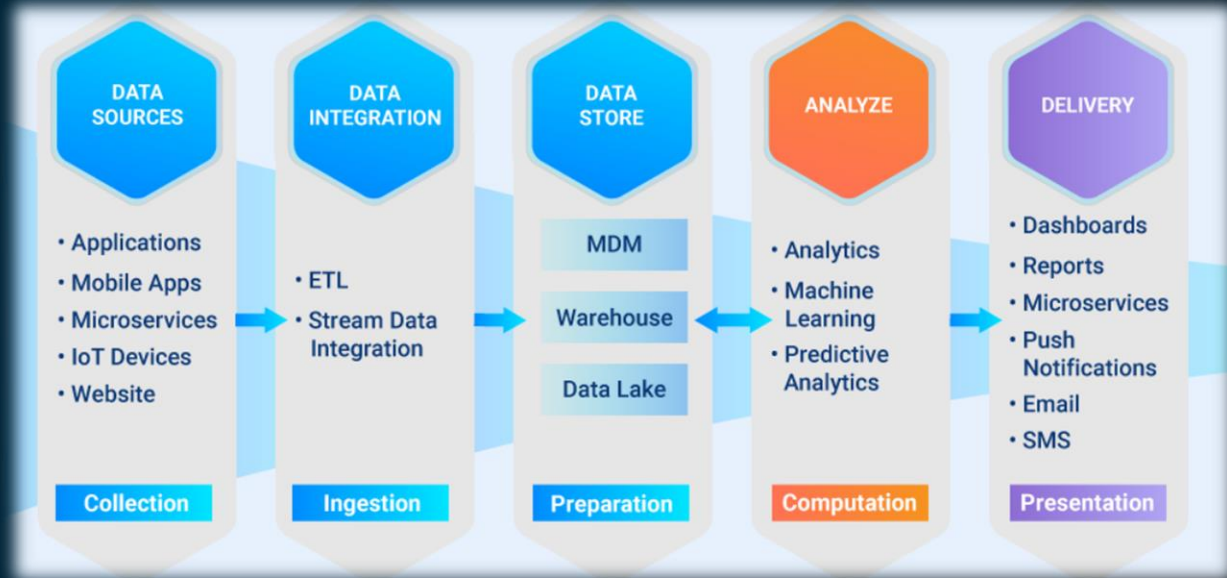 DATA
SOURCES
• Applications
• Mobile Apps
• Microservices
• IoT Devices
• Website
Collection
DATA
INTEGRATION
• ETL
• Stream Data
Integration
Ingestion
DATA
STORE
MDM
Warehouse
Data Lake
Preparation
ANALYZE
• Analytics
• Machine
Learning
• Predictive
Analytics
Computation
DELIVERY
• Dashboards
• Reports
• Microservices
• Push
Notifications
• Email
• SMS
Presentation